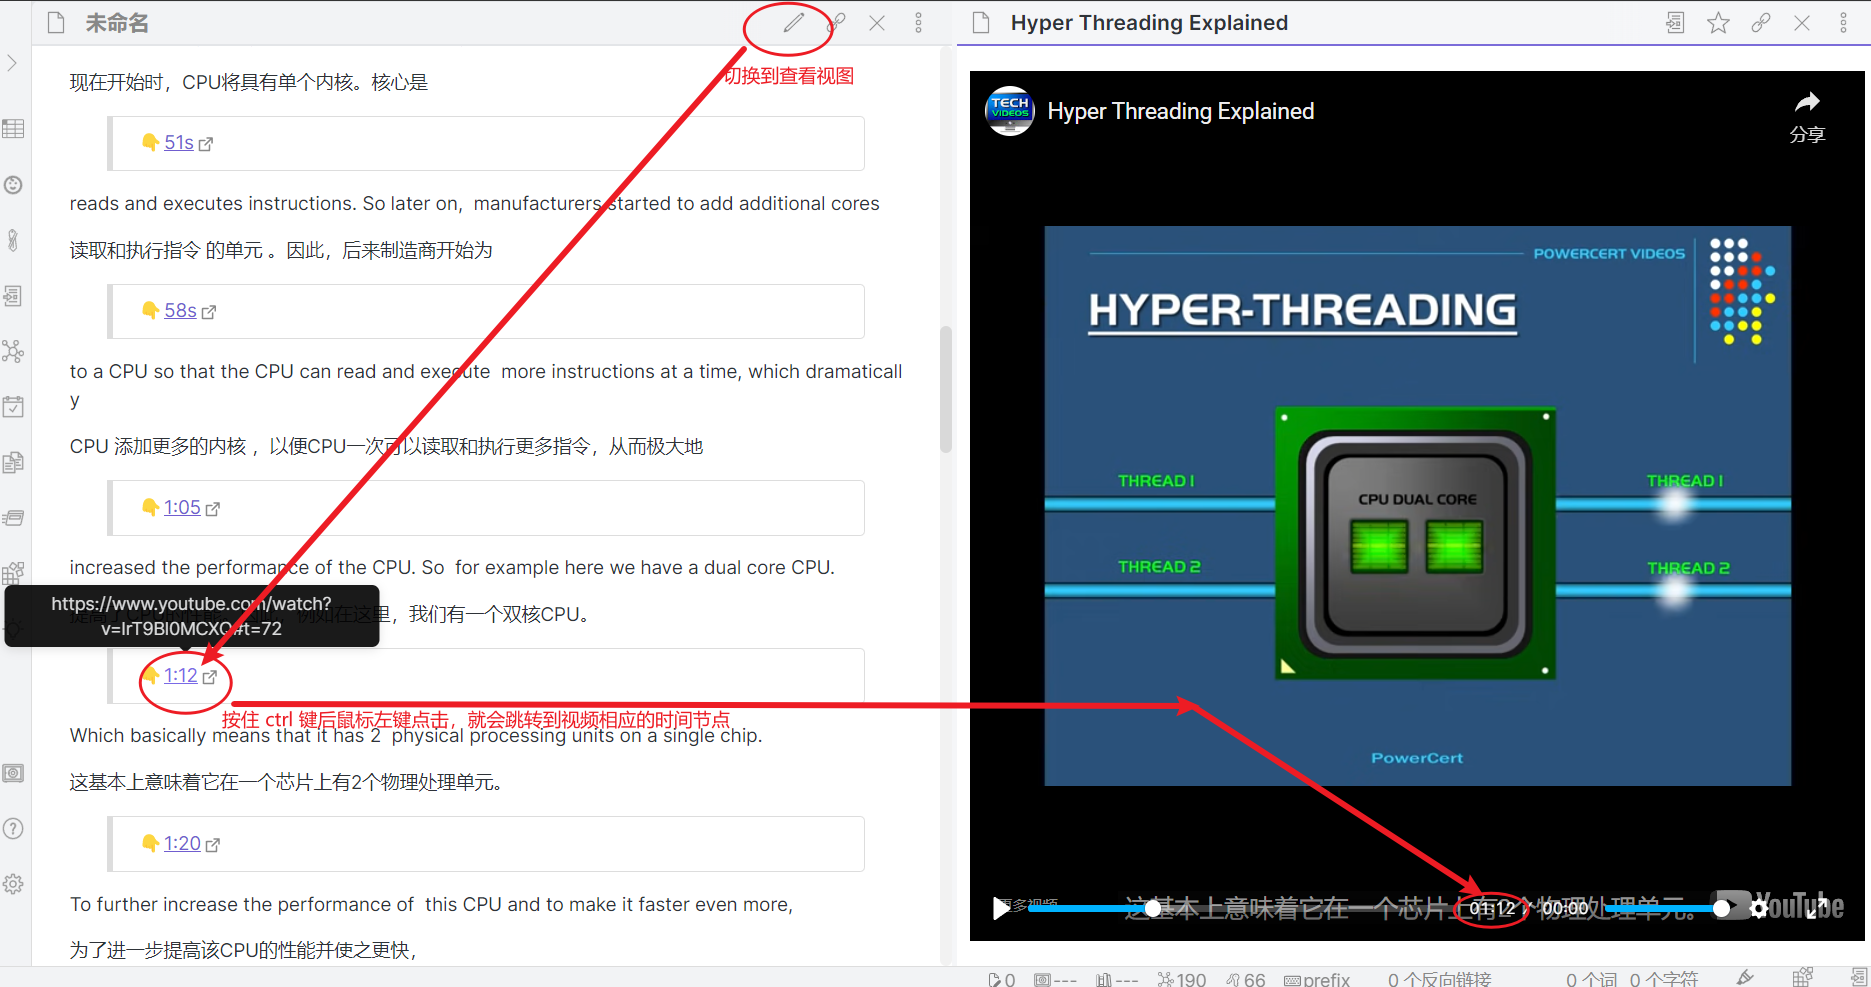 未命名
Hyper Threading Explained
切换到查看视图
现在开始时，CPU将具有单个内核。核心是
51s
reads and executes instructions. So later on,  manufacturers started to add additional cores
读取和执行指令 的单元 。因此，后来制造商开始为
58s
to a CPU so that the CPU can read and execute  more instructions at a time, which dramaticall
y
CPU 添加更多的内核 ，以便CPU一次可以读取和执行更多指令，从而极大地
1:05
increased the performance of the CPU. So  for example here we have a dual core CPU.
https://www.youtube.com/watch?
v=IrT9BI0MCXQ#t=72
提高了CPU的性能。因此，例如在这里，我们有一个双核CPU。
1:12
按住 ctrl 键后鼠标左键点击，就会跳转到视频相应的时间节点
Which basically means that it has 2  physical processing units on a single chip.
这基本上意味着它在一个芯片上有2个物理处理单元。
1:20
To further increase the performance of  this CPU and to make it faster even more,
为了进一步提高该CPU的性能并使之更快，
TECH
VIDEOS
Hyper Threading Explained
分享
POWERCERT VIDEOS
HYPER-THREADING
THREAD 1
THREAD 1
CPU DUAL CORE
THREAD 2
THREAD 2
PowerCert
更多视频
这基本上意味着它在一个芯片上有2个物理处理单元。
01:12 / 00:00
YouTube
0
---
---
190
66
prefix
0 个反向链接
0 个词
0 个字符